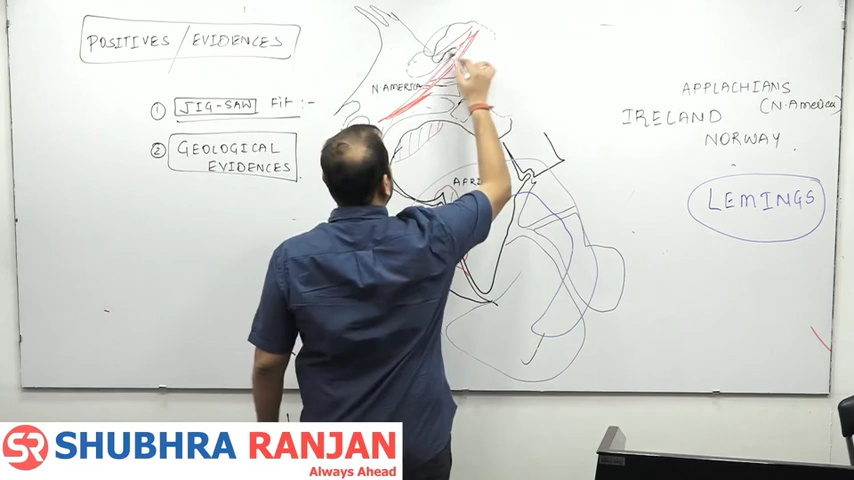 POSITIVES / EVIDENCES
① JIG-SAW Fit :-
② GEOLOGICAL
EVIDENCES
N.AMERICA
APPLACHIANS
(N.America)
IRELAND
NORWAY
LEMINGS
SHUBHRA RANJAN
Always Ahead
SR